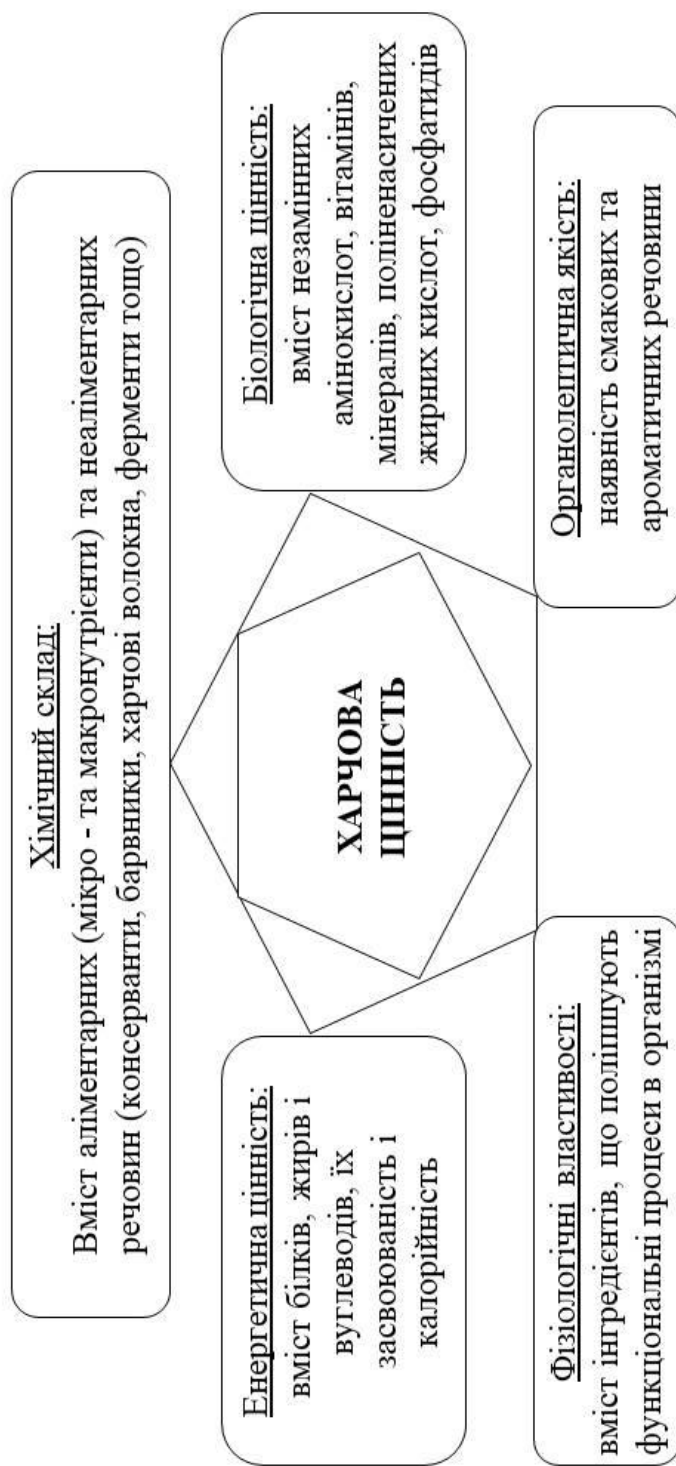 Хімічний склад:
Вміст аліментарних (мікро - та макронутрієнти) та неаліментарних
речовин (консерванти, барвники, харчові волокна, ферменти тощо)
Енергетична цінність:
вміст білків, жирів і
вуглеводів, їх
засвоюваність і
калорійність
ХАРЧОВА
ЦІННІСТЬ
Біологічна цінність:
вміст незамінних
амінокислот, вітамінів,
мінералів, поліненасичених
жирних кислот, фосфатидів
Фізіологічні властивості:
вміст інгредієнтів, що поліпшують
функціональні процеси в організмі
Органолептична якість:
наявність смакових та
ароматичних речовини